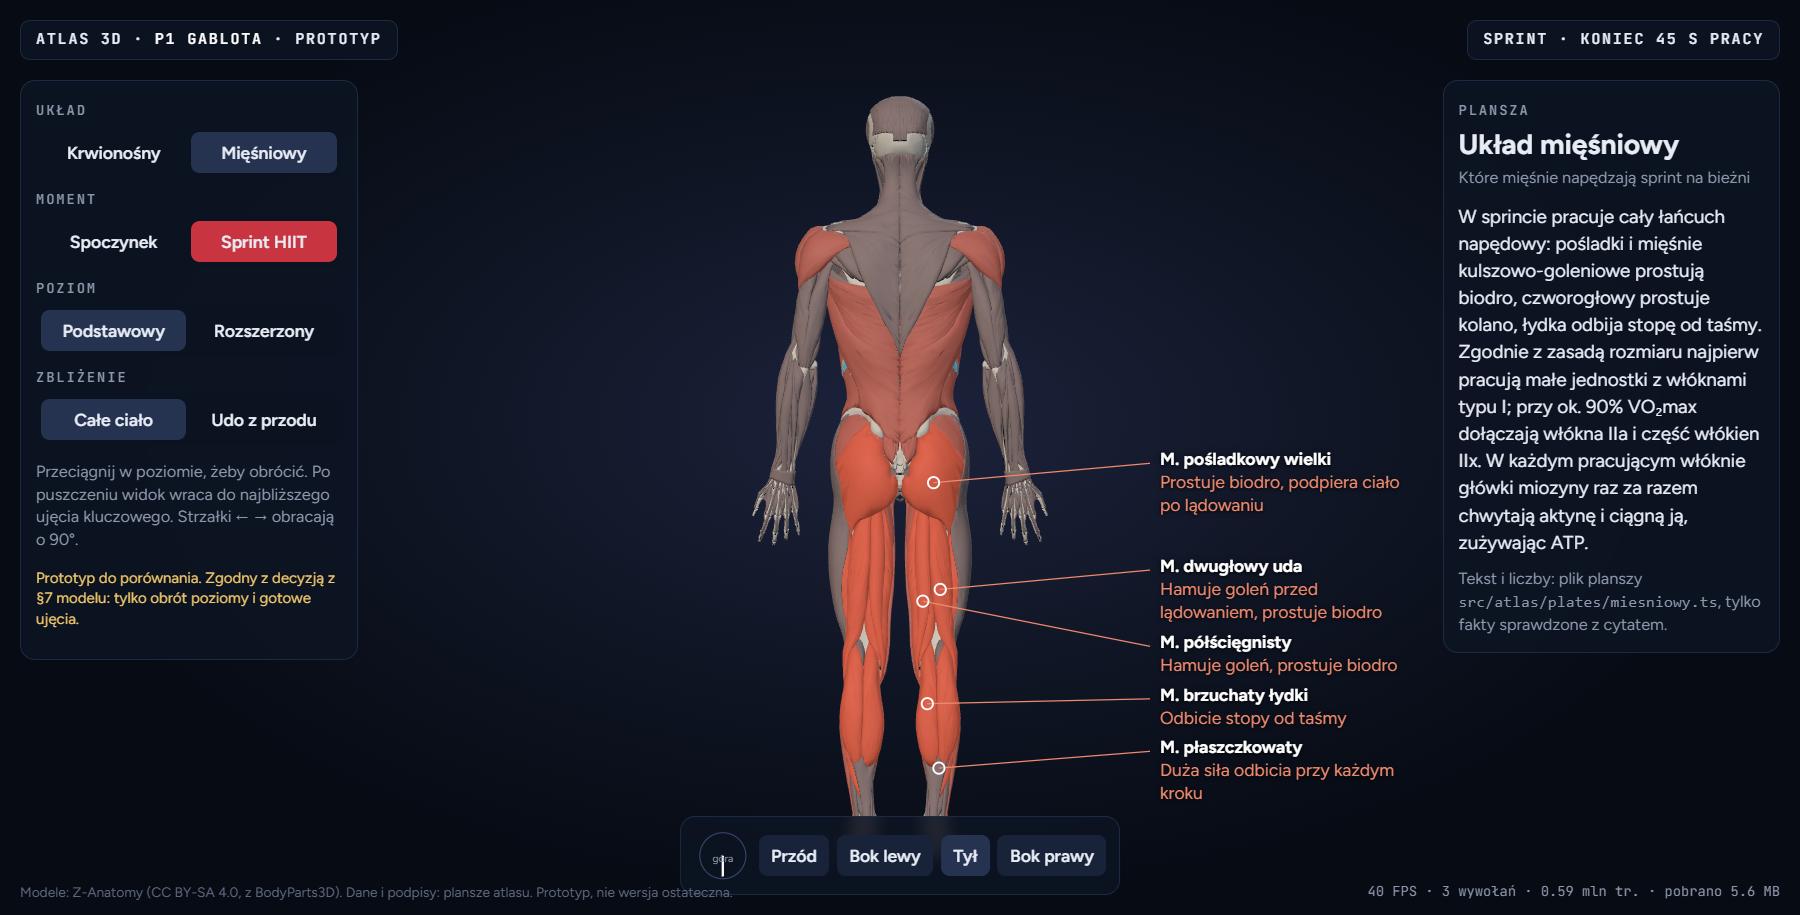 ATLAS 3D · P1 GABLOTA · PROTOTYP
SPRINT · KONIEC 45 S PRACY
UKŁAD
Krwionośny
Mięśniowy
MOMENT
Spoczynek
Sprint HIIT
POZIOM
Podstawowy
Rozszerzony
ZBLIŻENIE
Całe ciało
Udo z przodu
Przeciągnij w poziomie, żeby obrócić. Po
puszczeniu widok wraca do najbliższego
ujęcia kluczowego. Strzałki ← → obracają
o 90°.
Prototyp do porównania. Zgodny z decyzją z
§7 modelu: tylko obrót poziomy i gotowe
ujęcia.
M. pośladkowy wielki
Prostuje biodro, podpiera ciało
po lądowaniu
M. dwugłowy uda
Hamuje goleń przed
lądowaniem, prostuje biodro
M. półścięgnisty
Hamuje goleń, prostuje biodro
M. brzuchaty łydki
Odbicie stopy od taśmy
M. płaszczkowaty
Duża siła odbicia przy każdym
kroku
PLANSZA
Układ mięśniowy
Które mięśnie napędzają sprint na bieżni
W sprincie pracuje cały łańcuch
napędowy: pośladki i mięśnie
kulszowo-goleniowe prostują
biodro, czworogłowy prostuje
kolano, łydka odbija stopę od taśmy.
Zgodnie z zasadą rozmiaru najpierw
pracują małe jednostki z włóknami
typu I; przy ok. 90% VO₂max
dołączają włókna IIa i część włókien
IIx. W każdym pracującym włóknie
główki miozyny raz za razem
chwytają aktynę i ciągną ją,
zużywając ATP.
Tekst i liczby: plik planszy
src/atlas/plates/miesniowy.ts, tylko
fakty sprawdzone z cytatem.
góra
Przód
Bok lewy
Tył
Bok prawy
Modele: Z-Anatomy (CC BY-SA 4.0, z BodyParts3D). Dane i podpisy: plansze atlasu. Prototyp, nie wersja ostateczna.
40 FPS · 3 wywołań · 0.59 mln tr. · pobrano 5.6 MB